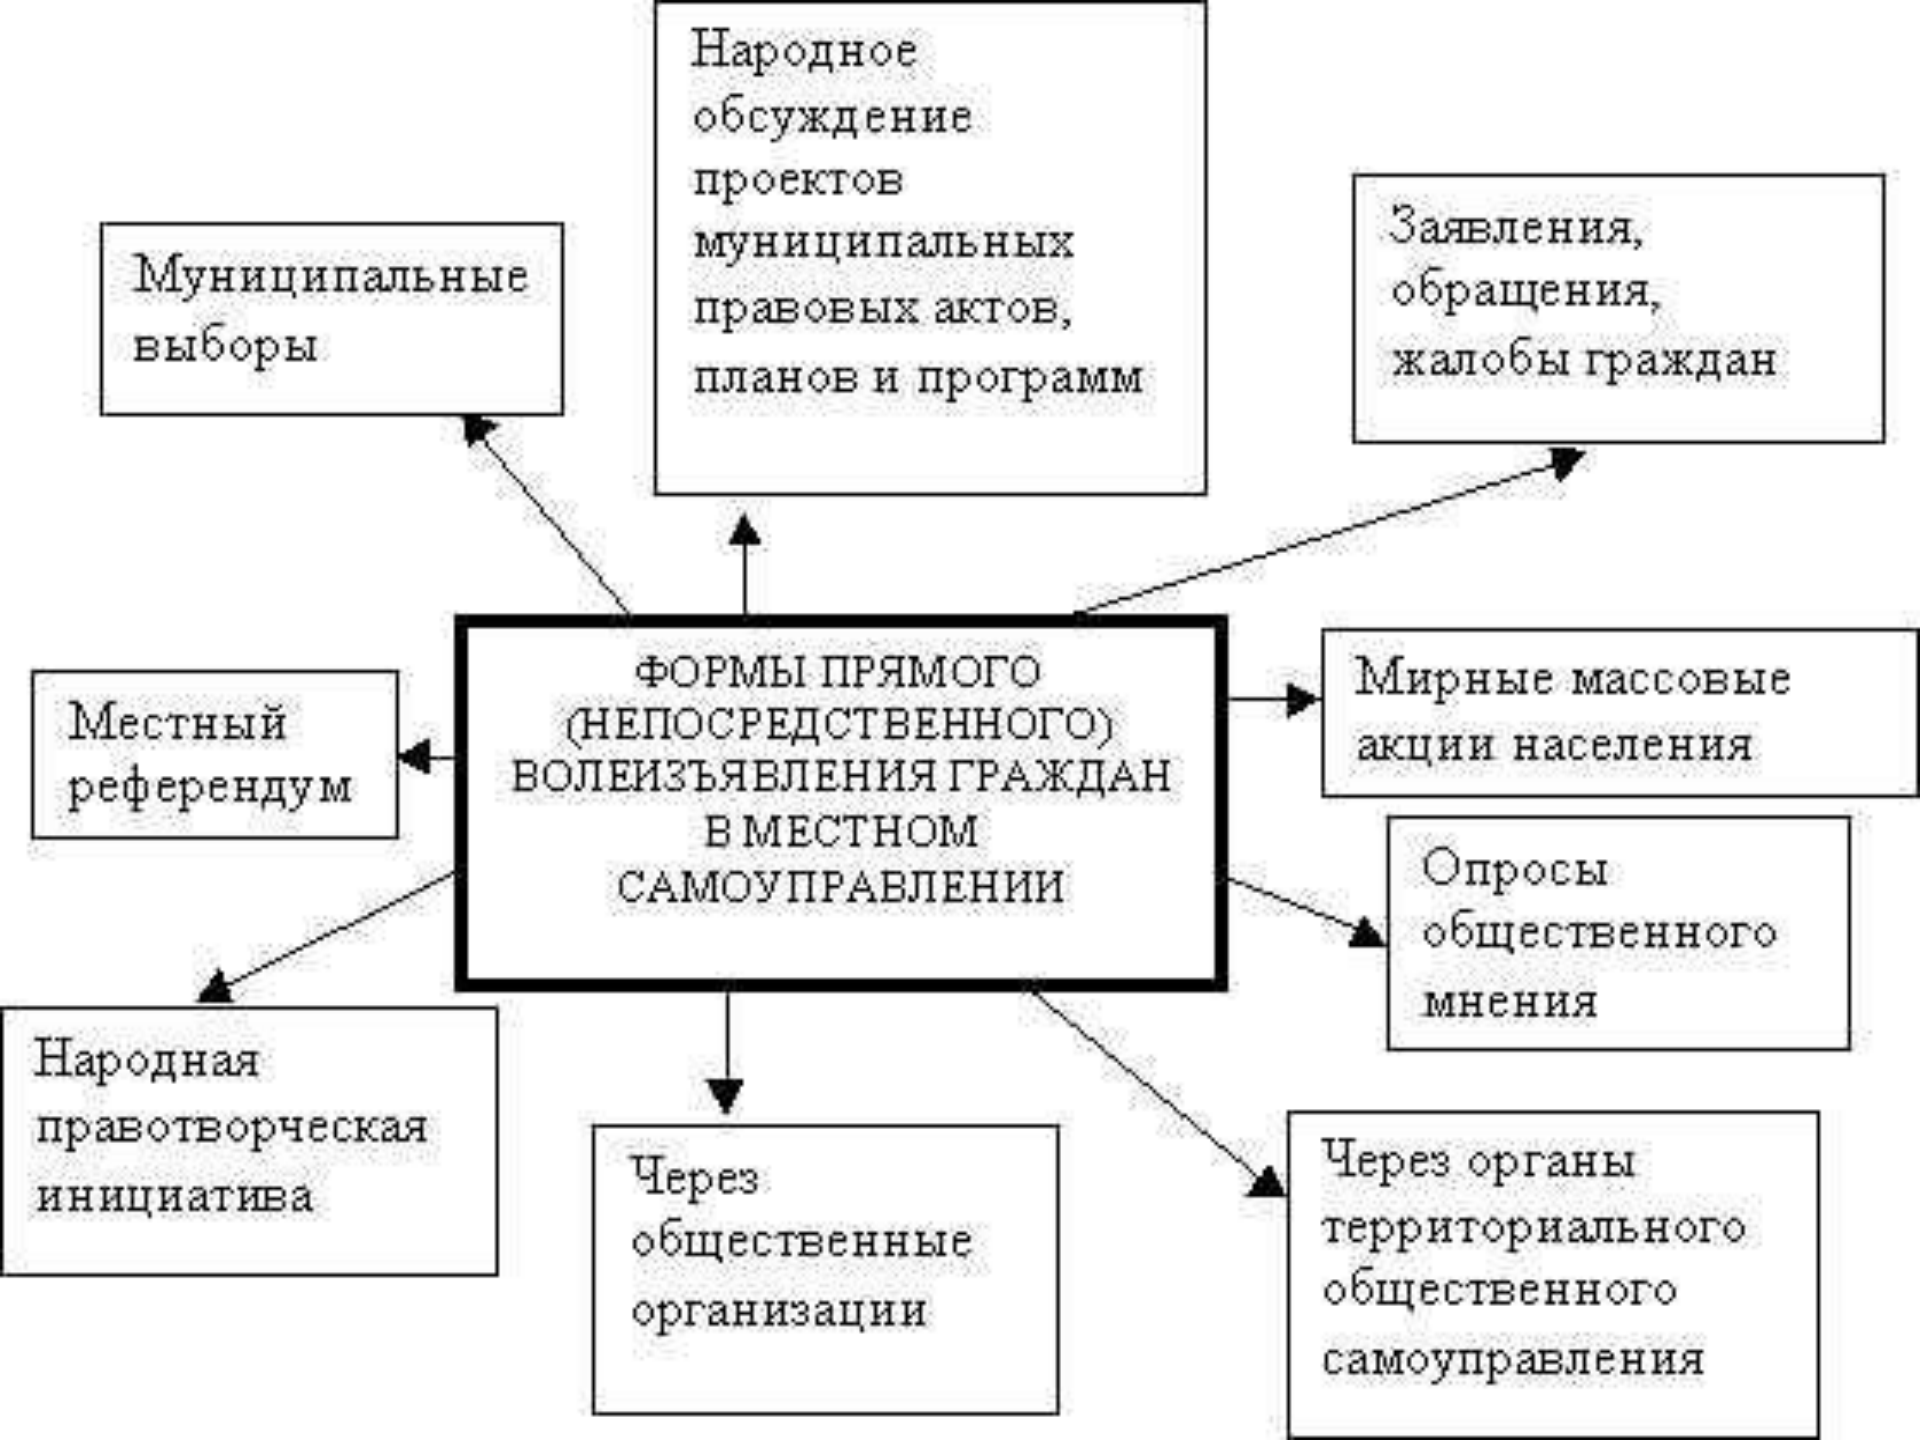 Народное
обсуждение
проектов
муниципальных
правовых актов,
планов и программ
Заявления,
обращения,
жалобы граждан
Муниципальные
выборы
ФОРМЫ ПРЯМОГО
(НЕПОСРЕДСТВЕННОГО)
ВОЛЕИЗЪЯВЛЕНИЯ ГРАЖДАН
В МЕСТНОМ
САМОУПРАВЛЕНИИ
Мирные массовые
акции населения
Местный
референдум
Опросы
общественного
мнения
Народная
правотворческая
инициатива
Через
общественные
организации
Через органы
территориального
общественного
самоуправления